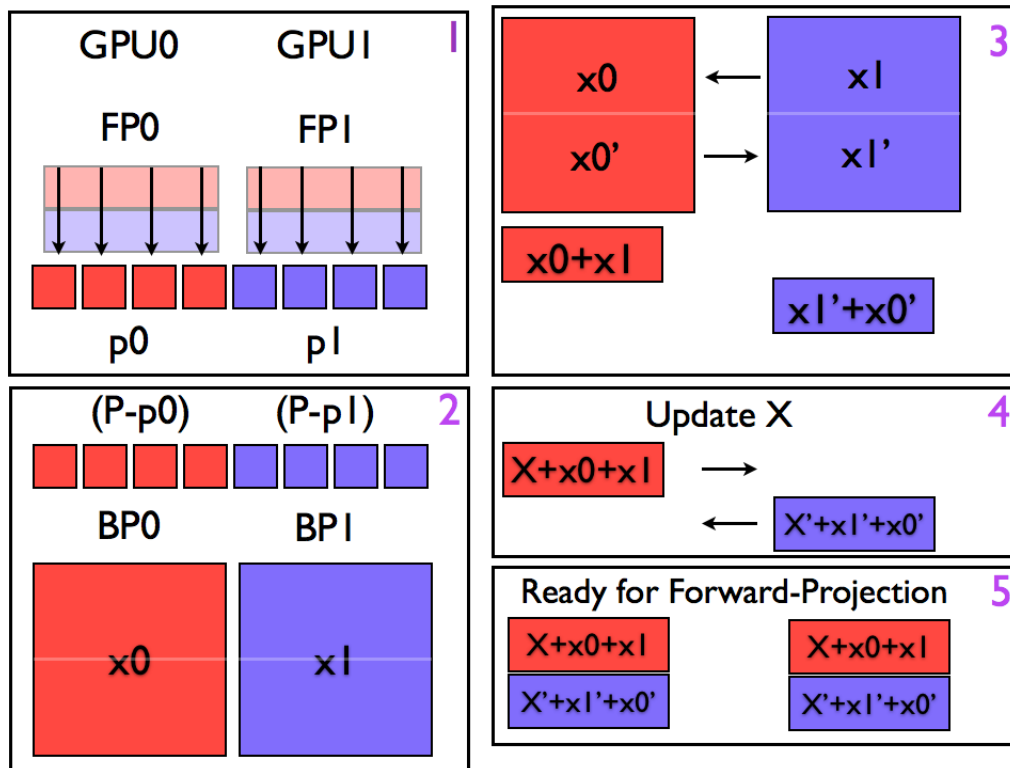 1
GPU0 GPU1
FP0 FP1
p0 p1
2
(P-p0) (P-p1)
BP0 BP1
x0 x1
3
x0 x1
x0' x1'
x0+x1
x1'+x0'
4
Update X
X+x0+x1
X'+x1'+x0'
5
Ready for Forward-Projection
X+x0+x1 X+x0+x1
X'+x1'+x0' X'+x1'+x0'